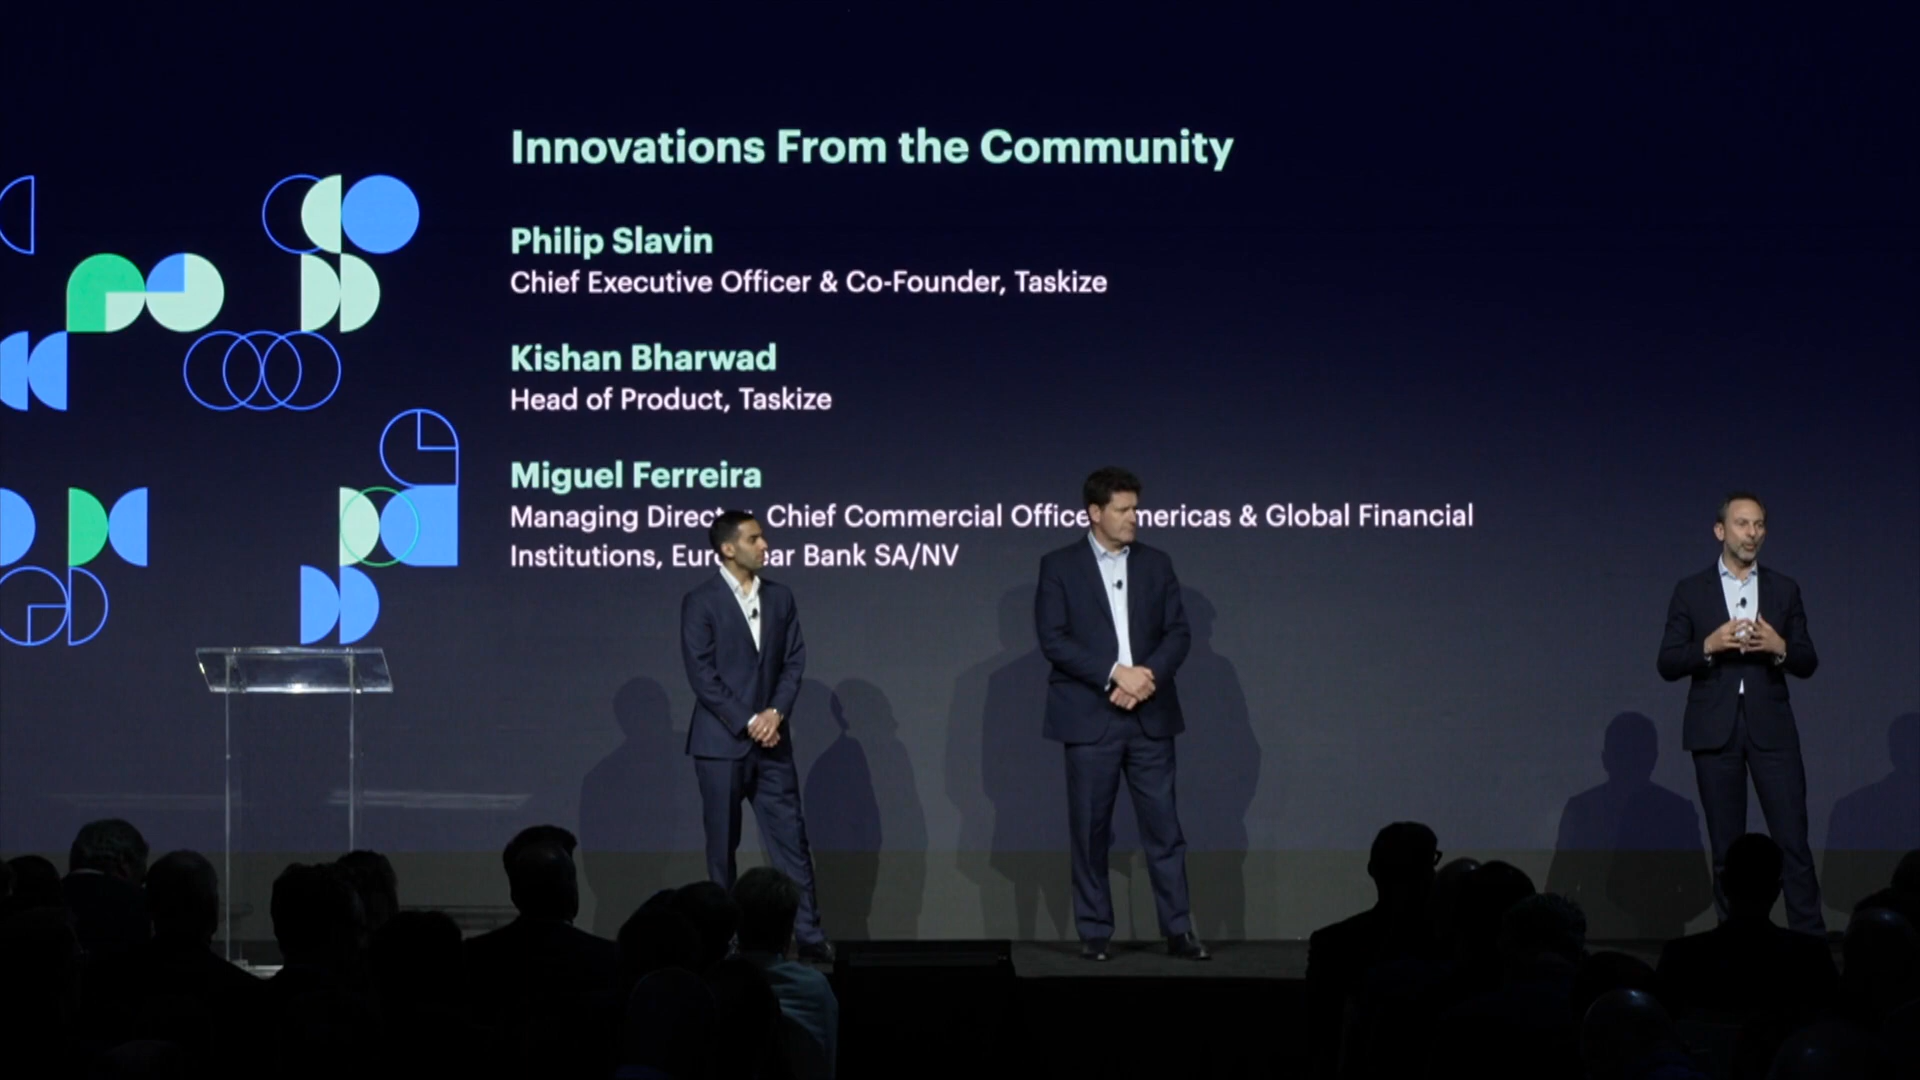 Innovations From the Community
Philip Slavin
Chief Executive Officer & Co-Founder, Taskize
Kishan Bharwad
Head of Product, Taskize
Miguel Ferreira
Managing Chief Commercial & Global Financial
Institutions, Bank SA/NV